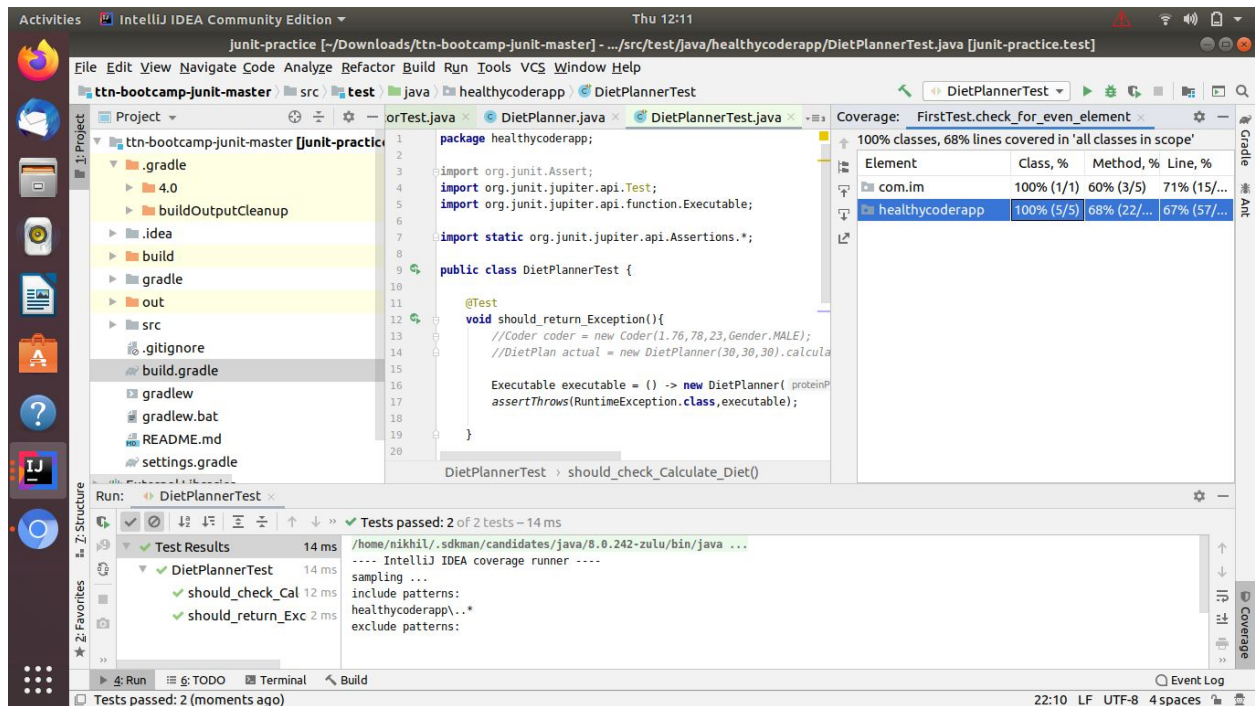 Activities IntelliJ IDEA Community Edition Thu 12:11
junit-practice [~/Downloads/ttn-bootcamp-junit-master] - .../src/test/java/healthycoderapp/DietPlannerTest.java [junit-practice.test]
File Edit View Navigate Code Analyze Refactor Build Run Tools VCS Window Help
ttn-bootcamp-junit-master src test java healthycoderapp DietPlannerTest DietPlannerTest
1: Project
Project
ttn-bootcamp-junit-master [junit-practic
.gradle
4.0
buildOutputCleanup
.idea
build
gradle
out
src
.gitignore
build.gradle
gradlew
gradlew.bat
README.md
settings.gradle
orTest.java DietPlanner.java DietPlannerTest.java
1 package healthycoderapp;
2
3 import org.junit.Assert;
4 import org.junit.jupiter.api.Test;
5 import org.junit.jupiter.api.function.Executable;
6
7 import static org.junit.jupiter.api.Assertions.*;
8
9 public class DietPlannerTest {
10
11 @Test
12 void should_return_Exception(){
13 //Coder coder = new Coder(1.76,78,23,Gender.MALE);
14 //DietPlan actual = new DietPlanner(30,30,30).calcula
15
16 Executable executable = () -> new DietPlanner( proteinP
17 assertThrows(RuntimeException.class,executable);
18
19 }
20
DietPlannerTest > should_check_Calculate_Diet()
Coverage: FirstTest.check_for_even_element
100% classes, 68% lines covered in 'all classes in scope'
Element Class, % Method, % Line, %
com.im 100% (1/1) 60% (3/5) 71% (15/...
healthycoderapp 100% (5/5) 68% (22/... 67% (57/...
Gradle
Ant
Coverage
Z: Structure
2: Favorites
Run: DietPlannerTest
Tests passed: 2 of 2 tests – 14 ms
Test Results 14 ms
DietPlannerTest 14 ms
should_check_Cal 12 ms
should_return_Exc 2 ms
/home/nikhil/.sdkman/candidates/java/8.0.242-zulu/bin/java ...
---- IntelliJ IDEA coverage runner ----
sampling ...
include patterns:
healthycoderapp\..*
exclude patterns:
4: Run 6: TODO Terminal Build Event Log
Tests passed: 2 (moments ago) 22:10 LF UTF-8 4 spaces